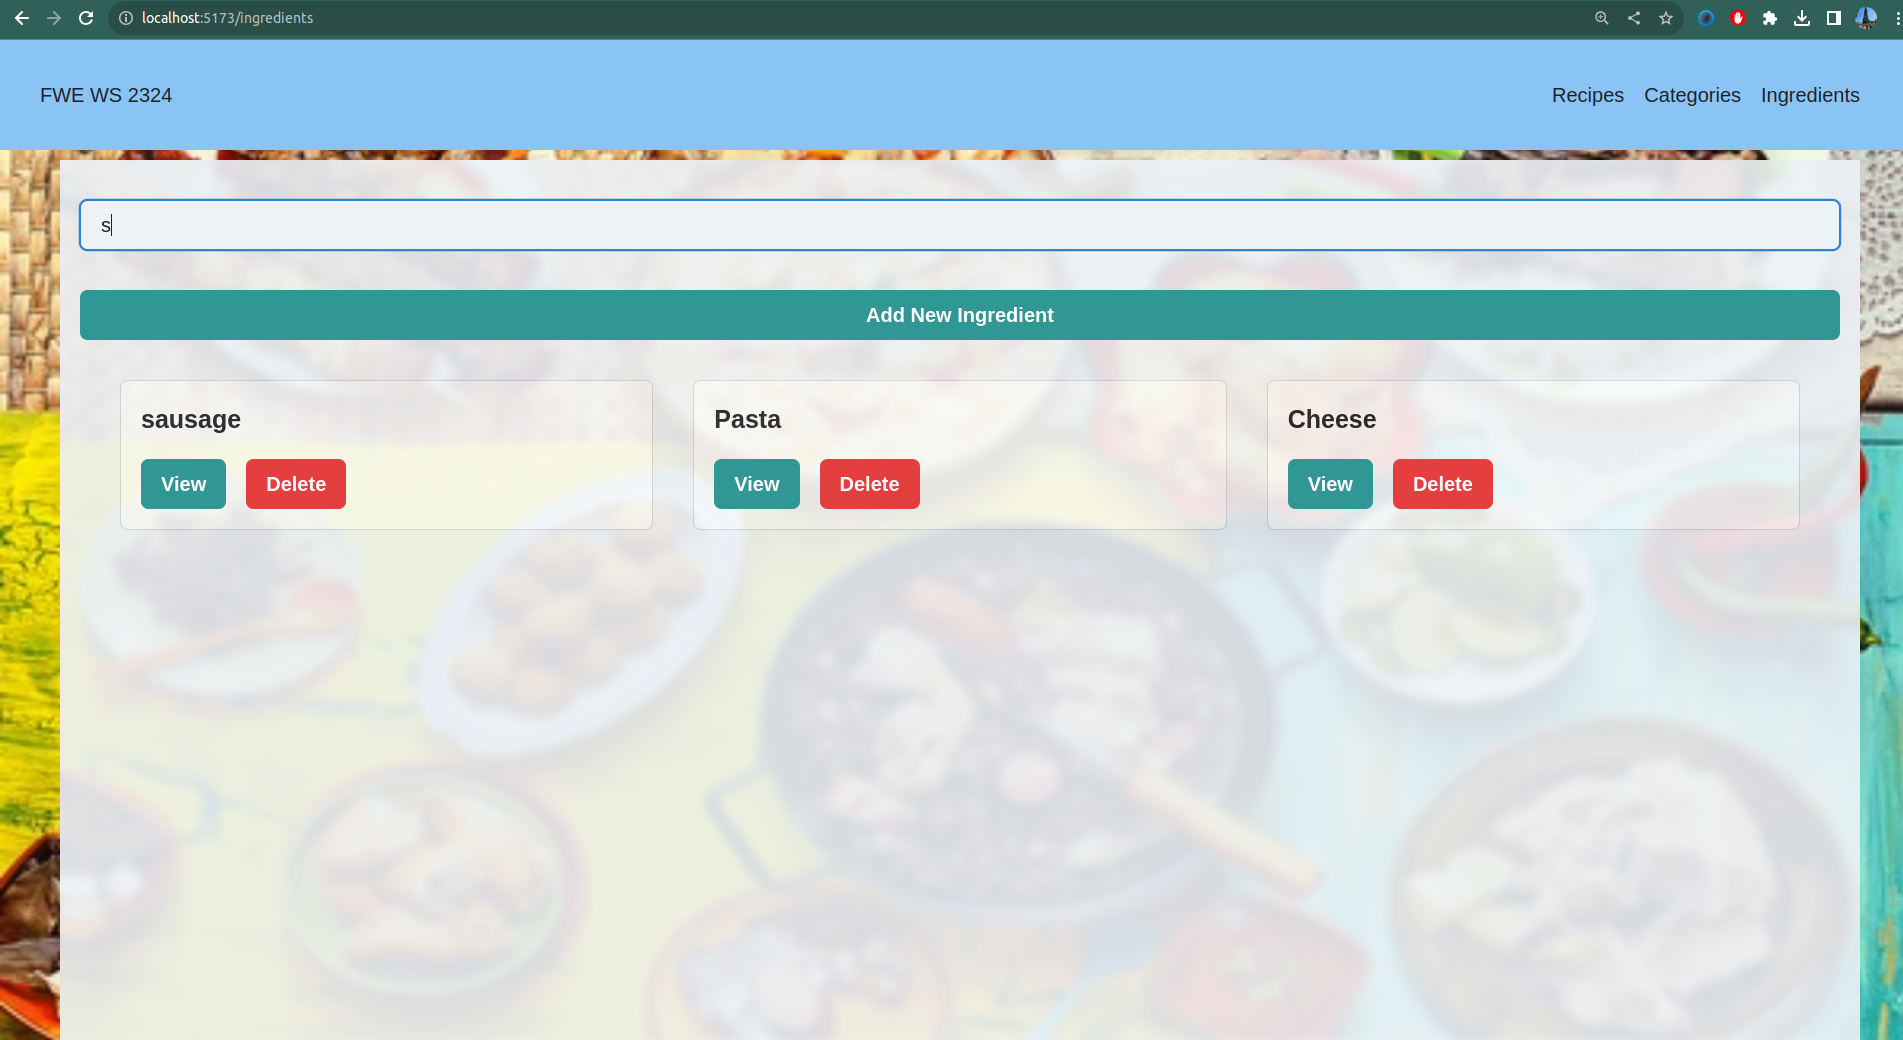 localhost:5173/ingredients
FWE WS 2324
Recipes Categories Ingredients
s
Add New Ingredient
sausage
View Delete
Pasta
View Delete
Cheese
View Delete